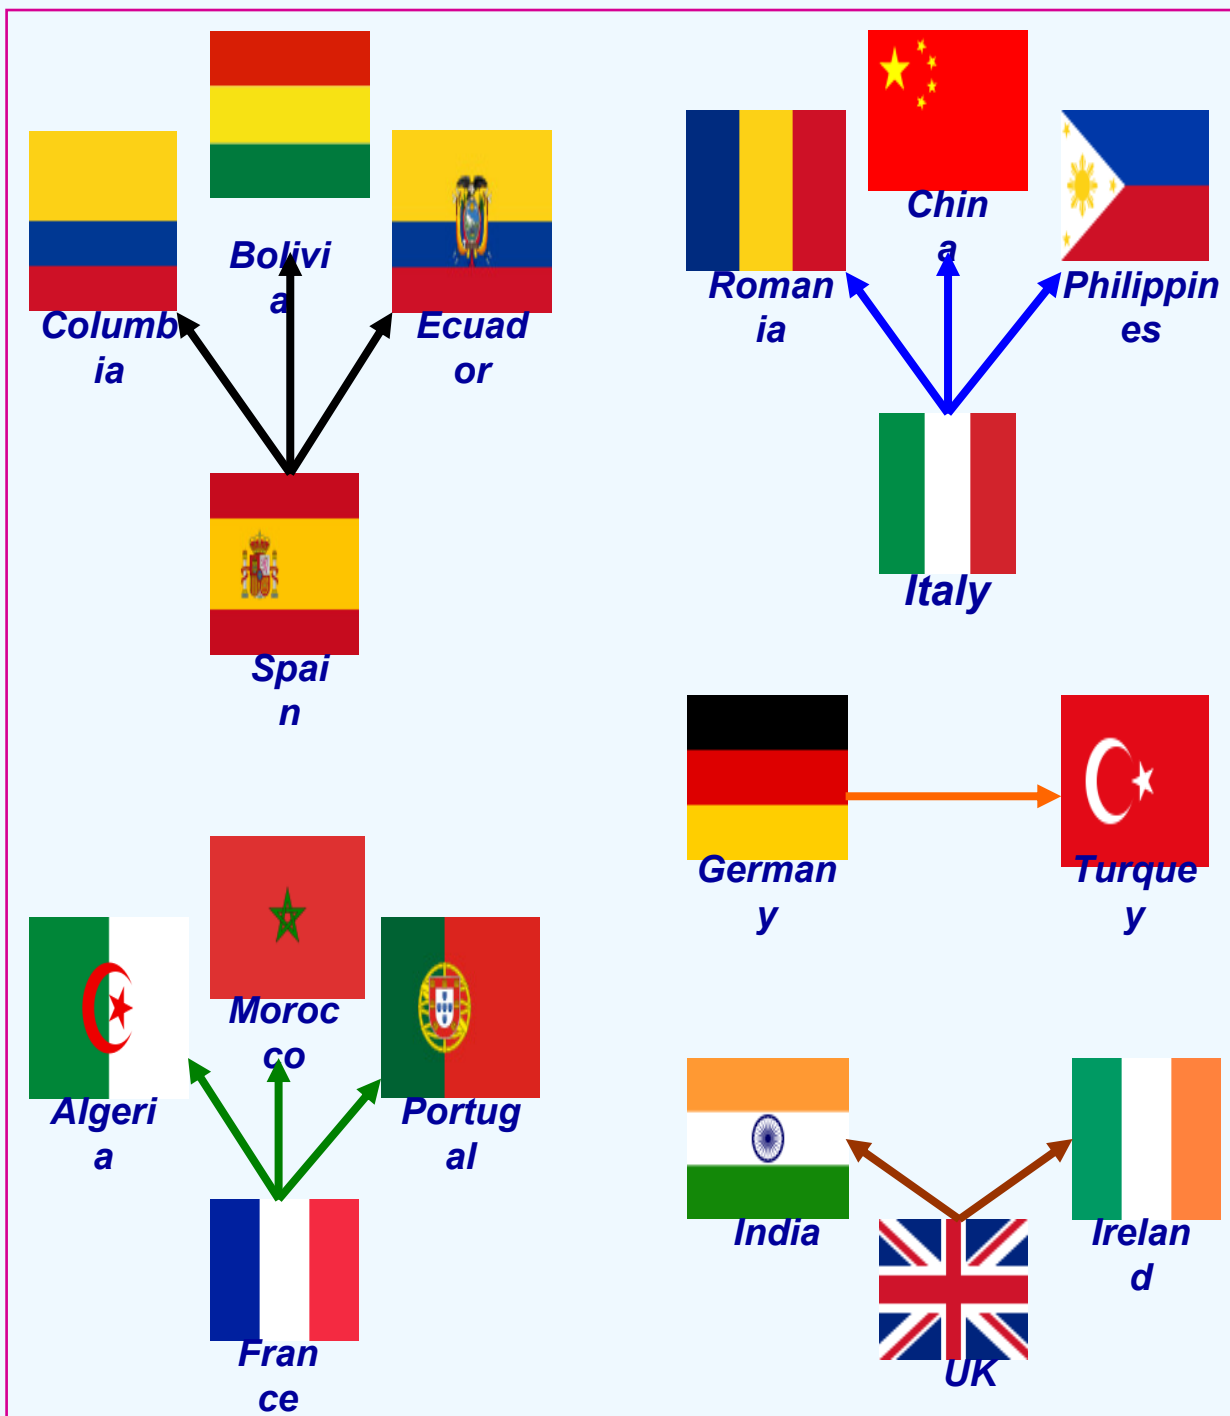 Bolivi
a
Columb
ia
Ecuad
or
Spai
n
Chin
a
Roman
ia
Philippin
es
Italy
German
y
Turque
y
Moroc
co
Algeri
a
Portug
al
Fran
ce
India
Irelan
d
UK